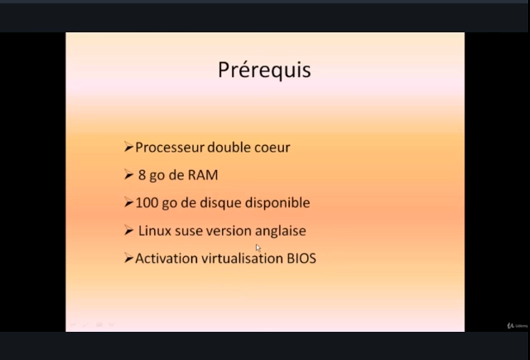 Prérequis
➢Processeur double coeur
➢ 8 go de RAM
➢100 go de disque disponible
➢ Linux suse version anglaise
➢Activation virtualisation BIOS